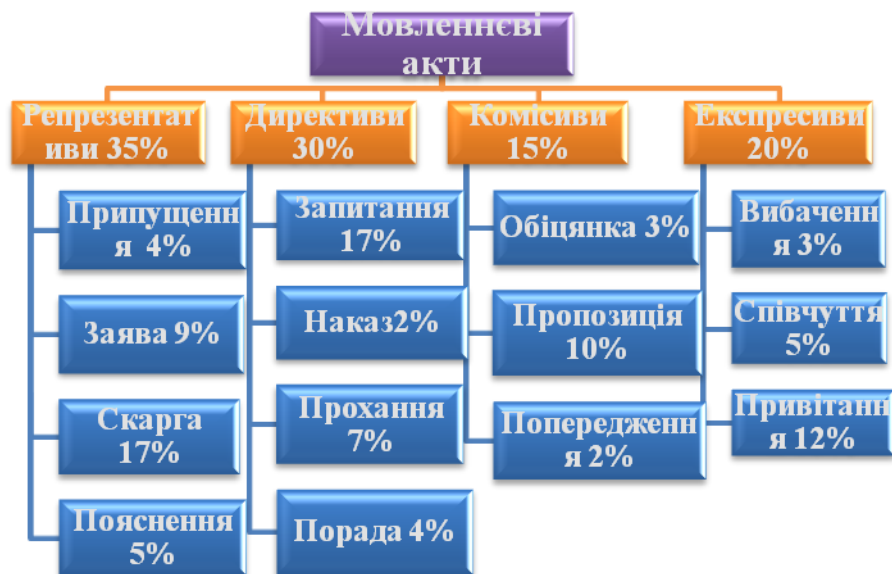 Мовленнєві
акти
Репрезентат
иви 35%
Директиви
30%
Комісиви
15%
Експресиви
20%
Припущенн
я 4%
Заява 9%
Скарга
17%
Пояснення
5%
Запитання
17%
Наказ2%
Прохання
7%
Порада 4%
Обіцянка 3%
Пропозиція
10%
Попередженн
я 2%
Вибаченн
я 3%
Співчуття
5%
Привітанн
я 12%